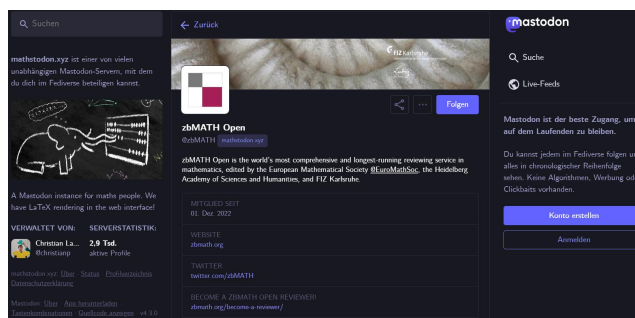 Suchen
mathstodon.xyz ist einer von vielen
unabhängigen Mastodon-Servern, mit dem
du dich im Fediverse beteiligen kannst.
A Mastodon instance for maths people. We
have LaTeX rendering in the web interface!
VERWALTET VON:
Christian La...
@christianp
SERVERSTATISTIK:
2,9 Tsd.
aktive Profile
mathstodon.xyz: Über · Status · Profilverzeichnis ·
Datenschutzerklärung
Mastodon: Über · App herunterladen ·
Tastenkombinationen · Quellcode anzeigen · v4.3.0
Zurück
FIZ Karlsruhe
Folgen
zbMATH Open
@zbMATH mathstodon.xyz
zbMATH Open is the world's most comprehensive and longest-running reviewing service in
mathematics, edited by the European Mathematical Society @EuroMathSoc, the Heidelberg
Academy of Sciences and Humanities, and FIZ Karlsruhe.
MITGLIED SEIT
01. Dez. 2022
WEBSITE
zbmath.org
TWITTER
twitter.com/zbMATH
BECOME A ZBMATH OPEN REVIEWER!
zbmath.org/become-a-reviewer/
mastodon
Suche
Live-Feeds
Mastodon ist der beste Zugang, um
auf dem Laufenden zu bleiben.
Du kannst jedem im Fediverse folgen u
alles in chronologischer Reihenfolge
sehen. Keine Algorithmen, Werbung od
Clickbaits vorhanden.
Konto erstellen
Anmelden